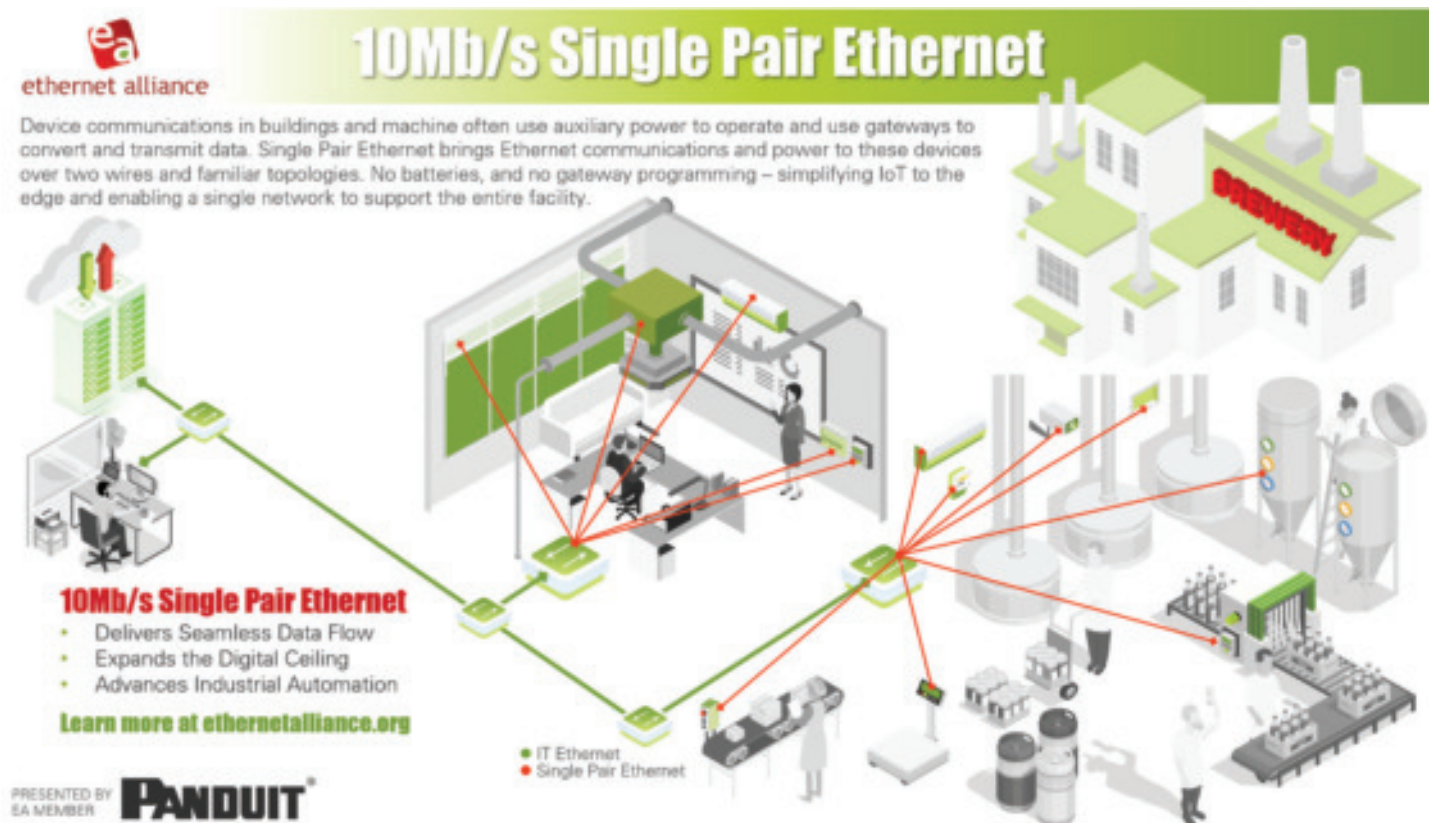 ea
ethernet alliance
10Mb/s Single Pair Ethernet
Device communications in buildings and machine often use auxiliary power to operate and use gateways to
convert and transmit data. Single Pair Ethernet brings Ethernet communications and power to these devices
over two wires and familiar topologies. No batteries, and no gateway programming – simplifying IoT to the
edge and enabling a single network to support the entire facility.
BREWERY
10Mb/s Single Pair Ethernet
• Delivers Seamless Data Flow
• Expands the Digital Ceiling
• Advances Industrial Automation
Learn more at ethernetalliance.org
IT Ethernet
Single Pair Ethernet
PRESENTED BY
EA MEMBER
PANDUIT®